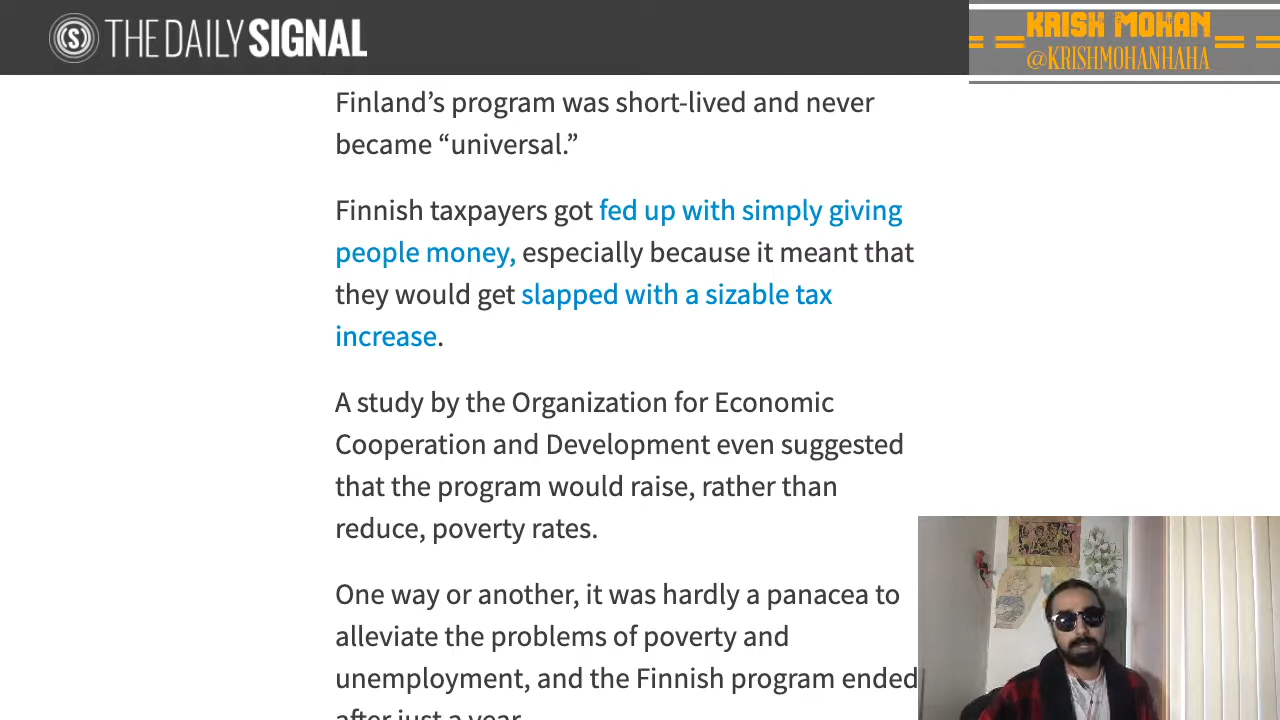 THE DAILY SIGNAL
KRISH MOHAN
@KRISHMOHANHAHA
Finland’s program was short-lived and never
became “universal.”
Finnish taxpayers got fed up with simply giving
people money, especially because it meant that
they would get slapped with a sizable tax
increase.
A study by the Organization for Economic
Cooperation and Development even suggested
that the program would raise, rather than
reduce, poverty rates.
One way or another, it was hardly a panacea to
alleviate the problems of poverty and
unemployment, and the Finnish program ended
after just a year.